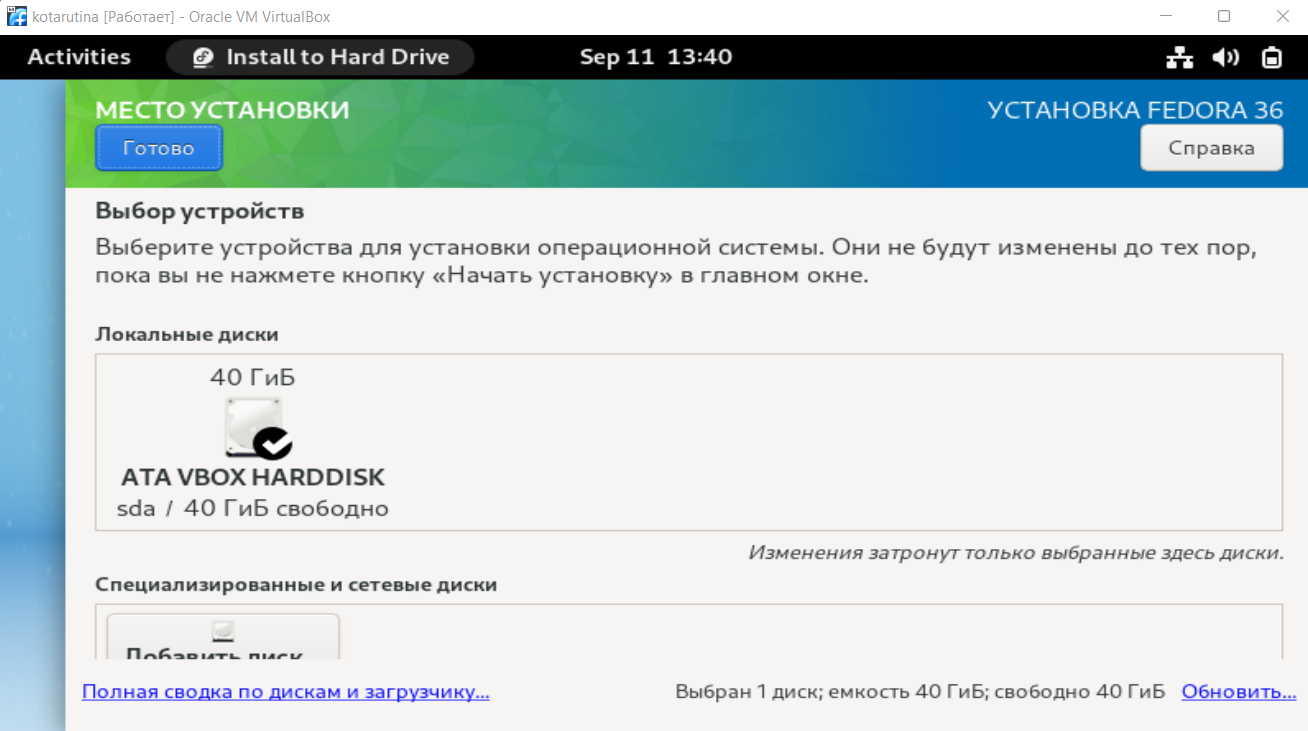 kotarutina [Работает] - Oracle VM VirtualBox
Activities Install to Hard Drive Sep 11 13:40
МЕСТО УСТАНОВКИ
УСТАНОВКА FEDORA 36
Готово
Справка
Выбор устройств
Выберите устройства для установки операционной системы. Они не будут изменены до тех пор,
пока вы не нажмете кнопку «Начать установку» в главном окне.
Локальные диски
40 ГиБ
ATA VBOX HARDDISK
sda / 40 ГиБ свободно
Изменения затронут только выбранные здесь диски.
Специализированные и сетевые диски
Добавить диск...
Полная сводка по дискам и загрузчику...
Выбран 1 диск; емкость 40 ГиБ; свободно 40 ГиБ Обновить...